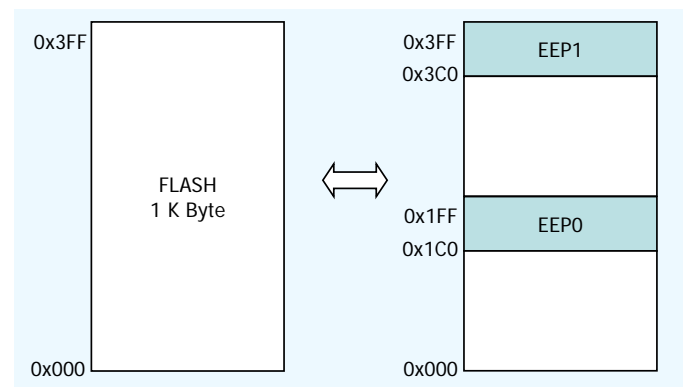 0x3FF
FLASH
1 K Byte
0x000
0x3FF
EEP1
0x3C0
0x1FF
EEP0
0x1C0
0x000